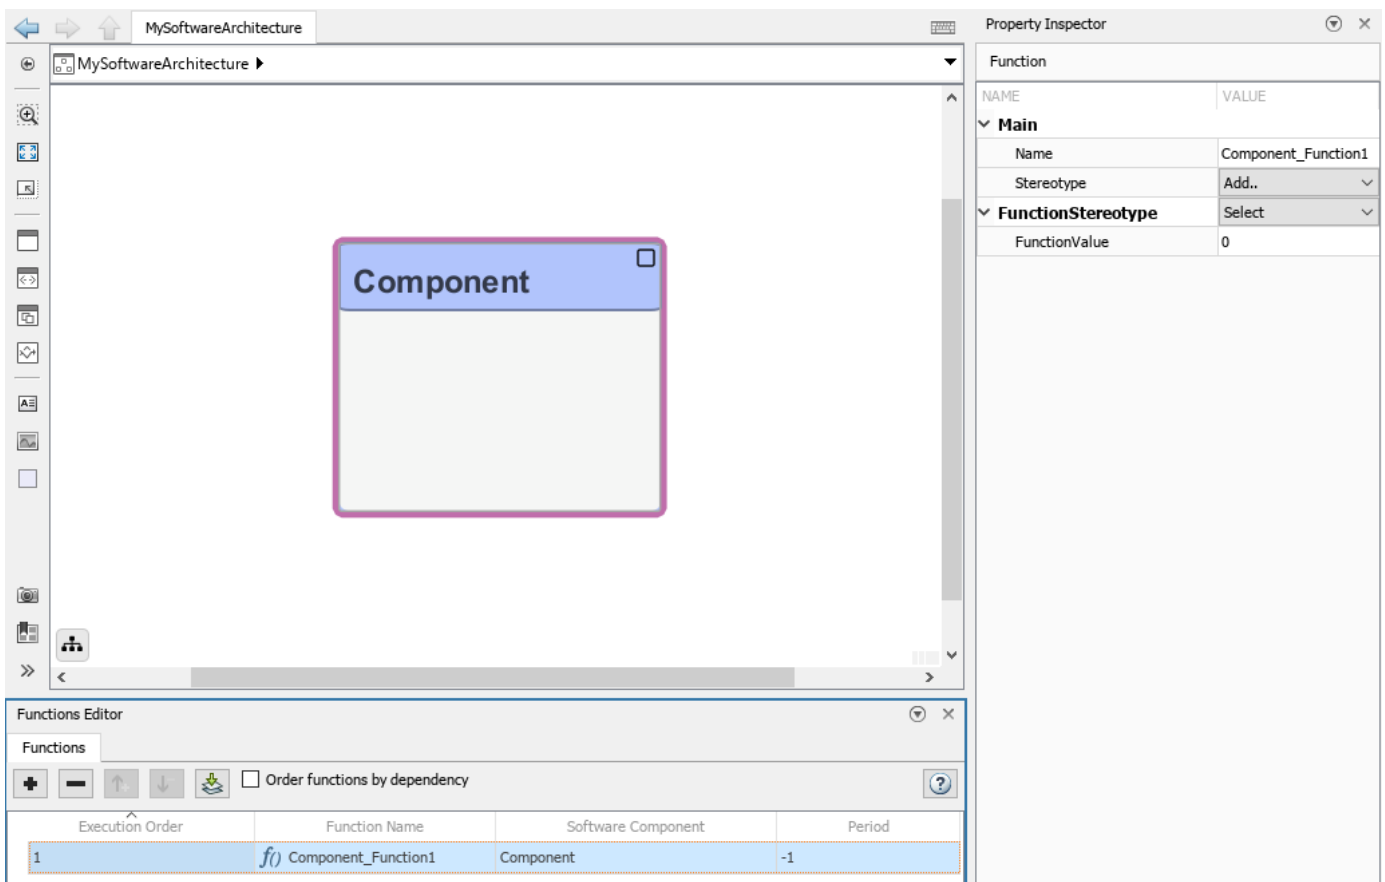 MySoftwareArchitecture
MySoftwareArchitecture
Component
Property Inspector
Function
NAME VALUE
Main
Name Component_Function1
Stereotype Add..
FunctionStereotype Select
FunctionValue 0
Functions Editor
Functions
Order functions by dependency
Execution Order Function Name Software Component Period
1 f() Component_Function1 Component -1